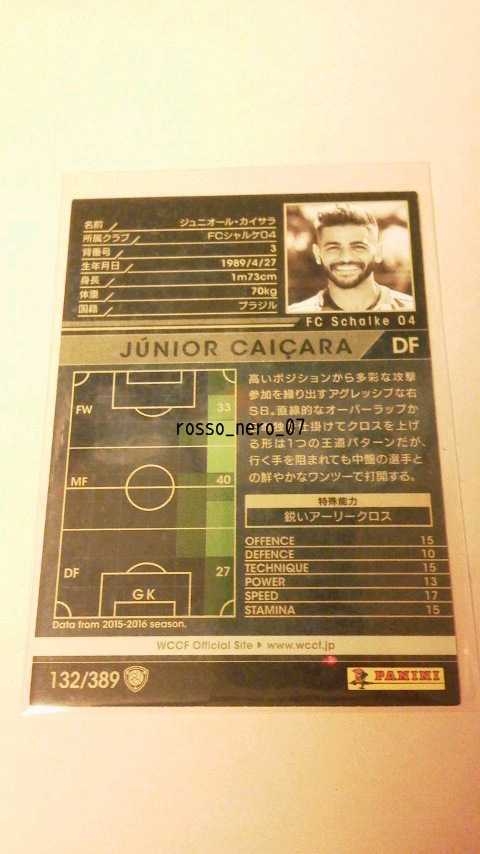 名前 ジュニオール・カイサラ
所属クラブ FCシャルケ04
背番号 3
生年月日 1989/4/27
身長 1m73cm
体重 70kg
国籍 ブラジル
FC Schalke 04
JÚNIOR CAIÇARA DF
FW 33
MF 40
DF 27
GK
Data from 2015-2016 season.
高いポジションから多彩な攻撃
参加を繰り出すアグレッシブな右
SB。直線的なオーバーラップか
掛けてクロスを上げ
る形は1つの王道パターンだが、
行く手を阻まれても中盤の選手と
の鮮やかなワンツーで打開する。
特殊能力
鋭いアーリークロス
OFFENCE 15
DEFENCE 10
TECHNIQUE 15
POWER 13
SPEED 17
STAMINA 15
rosso_nero_07
WCCF Official Site www.wccf.jp
132/389
PANINI